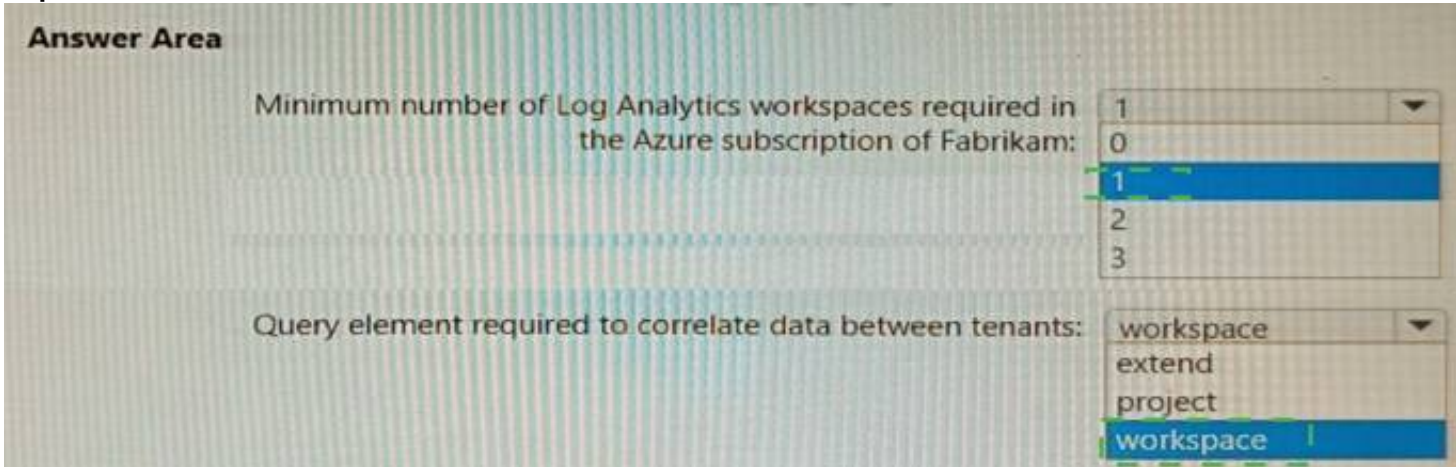 Answer Area
Minimum number of Log Analytics workspaces required in
the Azure subscription of Fabrikam:
1
0
1
2
3
Query element required to correlate data between tenants:
workspace
extend
project
workspace